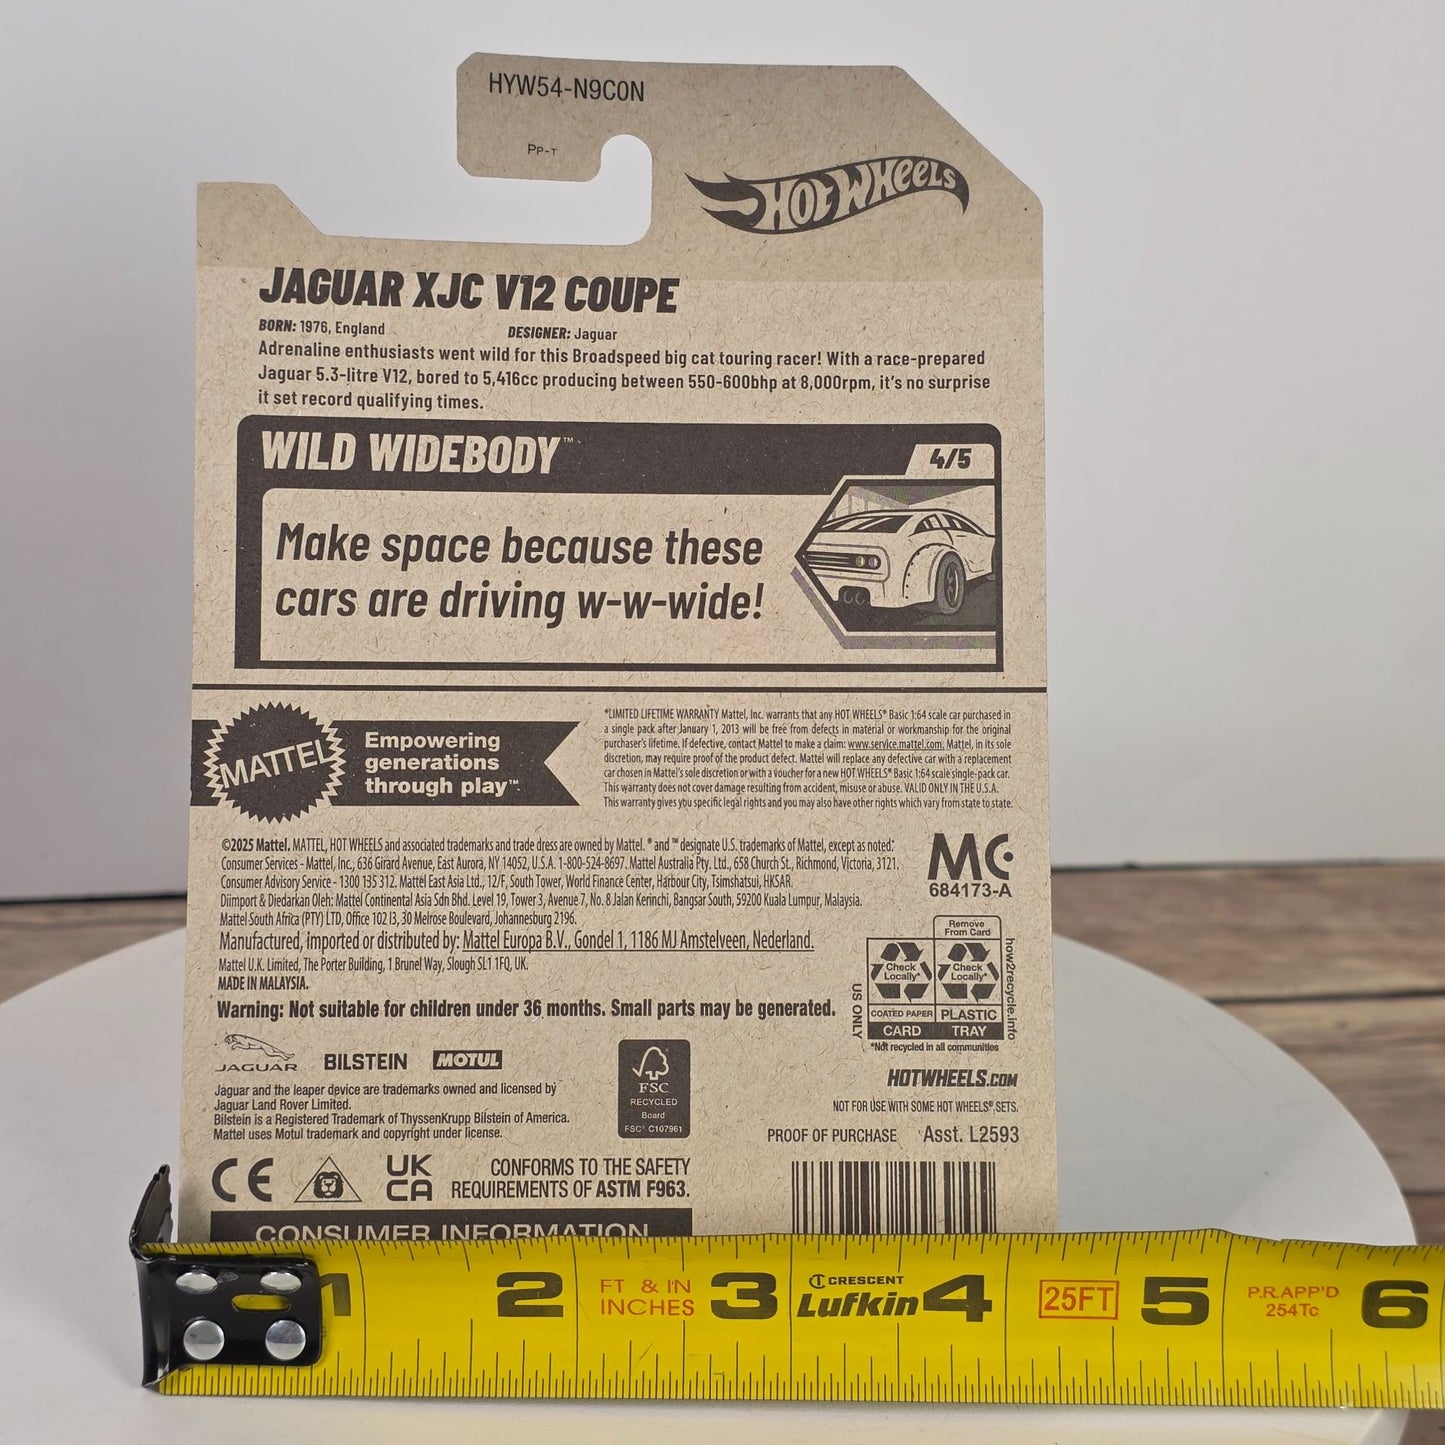 HYW54-N9C0N
PP-T
HOT WHEELS
JAGUAR XJC V12 COUPE
BORN: 1976, England DESIGNER: Jaguar
Adrenaline enthusiasts went wild for this Broadspeed big cat touring racer! With a race-prepared
Jaguar 5.3-litre V12, bored to 5,416cc producing between 550-600bhp at 8,000rpm, it's no surprise
it set record qualifying times.
WILD WIDEBODY™
4/5
Make space because these
cars are driving w-w-wide!
MATTEL
Empowering
generations
through play™
*LIMITED LIFETIME WARRANTY Mattel, Inc. warrants that any HOT WHEELS® Basic 1:64 scale car purchased in
a single pack after January 1, 2013 will be free from defects in material or workmanship for the original
purchaser's lifetime. If defective, contact Mattel to make a claim: www.service.mattel.com. Mattel, in its sole
discretion, may require proof of the product defect. Mattel will replace any defective car with a replacement
car chosen in Mattel's sole discretion or with a voucher for a new HOT WHEELS® Basic 1:64 scale single-pack car.
This warranty does not cover damage resulting from accident, misuse or abuse. VALID ONLY IN THE U.S.A.
This warranty gives you specific legal rights and you may also have other rights which vary from state to state.
©2025 Mattel. MATTEL, HOT WHEELS and associated trademarks and trade dress are owned by Mattel. ® and ™ designate U.S. trademarks of Mattel, except as noted.
Consumer Services - Mattel, Inc., 636 Girard Avenue, East Aurora, NY 14052, U.S.A. 1-800-524-8697. Mattel Australia Pty. Ltd., 658 Church St., Richmond, Victoria, 3121.
Consumer Advisory Service - 1300 135 312. Mattel East Asia Ltd., 12/F, South Tower, World Finance Center, Harbour City, Tsimshatsui, HKSAR.
Diimport & Diedarkan Oleh: Mattel Continental Asia Sdn Bhd. Level 19, Tower 3, Avenue 7, No. 8 Jalan Kerinchi, Bangsar South, 59200 Kuala Lumpur, Malaysia.
Mattel South Africa (PTY) LTD, Office 102 I3, 30 Melrose Boulevard, Johannesburg 2196.
Manufactured, imported or distributed by: Mattel Europa B.V., Gondel 1, 1186 MJ Amstelveen, Nederland.
Mattel U.K. Limited, The Porter Building, 1 Brunel Way, Slough SL1 1FQ, UK.
MADE IN MALAYSIA.
Warning: Not suitable for children under 36 months. Small parts may be generated.
MC
684173-A
Remove
From Card
Check
Locally*
Check
Locally*
COATED PAPER
CARD
PLASTIC
TRAY
US ONLY
how2recycle.info
*Not recycled in all communities
JAGUAR BILSTEIN MOTUL
Jaguar and the leaper device are trademarks owned and licensed by
Jaguar Land Rover Limited.
Bilstein is a Registered Trademark of ThyssenKrupp Bilstein of America.
Mattel uses Motul trademark and copyright under license.
FSC
RECYCLED
Board
FSC® C107961
HOTWHEELS.COM
NOT FOR USE WITH SOME HOT WHEELS® SETS.
PROOF OF PURCHASE Asst. L2593
CE
UK
CA
CONFORMS TO THE SAFETY
REQUIREMENTS OF ASTM F963.
CONSUMER INFORMATION
1 2 FT & IN
INCHES 3 CRESCENT
Lufkin 4 25FT 5 P.R.APP'D
254Tc 6